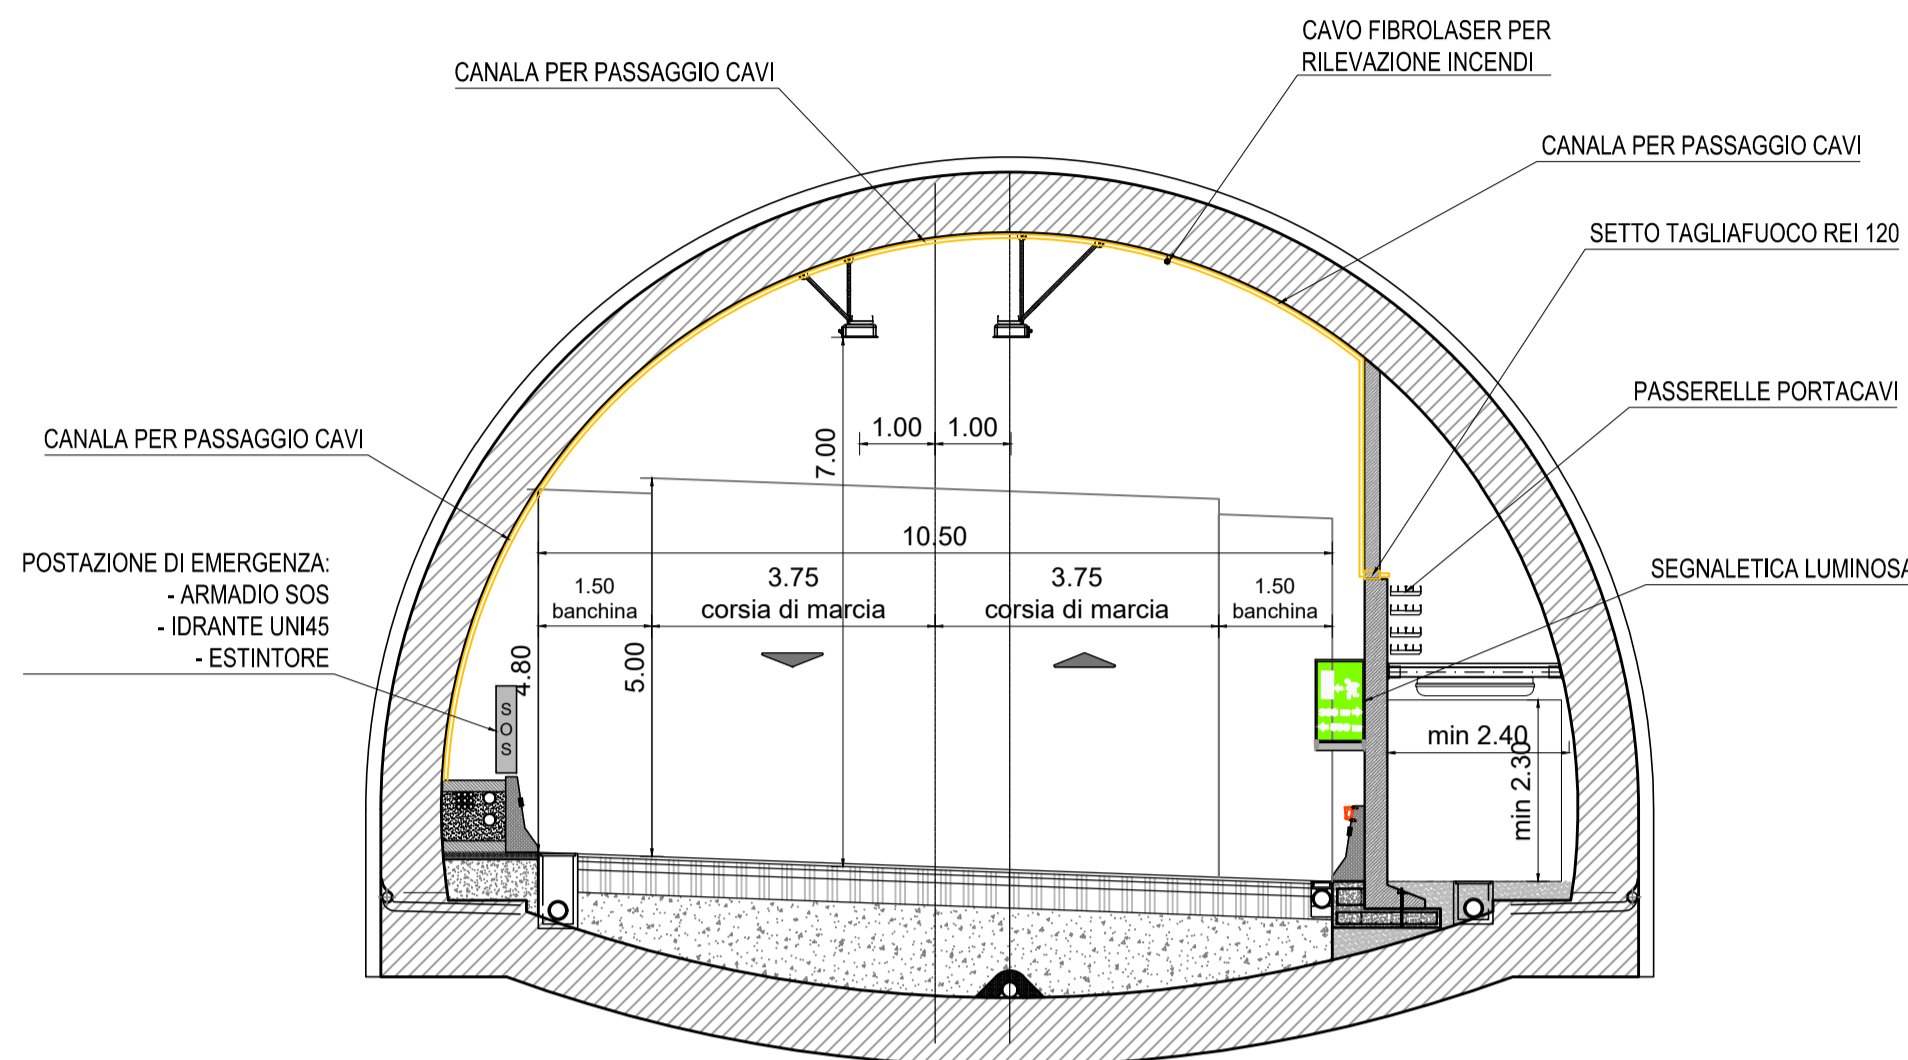 CAVO FIBROLASER PER
RILEVAZIONE INCENDI
CANALA PER PASSAGGIO CAVI
CANALA PER PASSAGGIO CAVI
SETTO TAGLIAFUOCO REI 120
PASSERELLE PORTACAVI
CANALA PER PASSAGGIO CAVI
1.00
1.00
7.00
10.50
POSTAZIONE DI EMERGENZA:
- ARMADIO SOS
- IDRANTE UNI45
- ESTINTORE
SEGNALETICA LUMINOSA
1.50
banchina
3.75
corsia di marcia
3.75
corsia di marcia
1.50
banchina
4.80
5.00
SOS
min 2.40
min 2.30